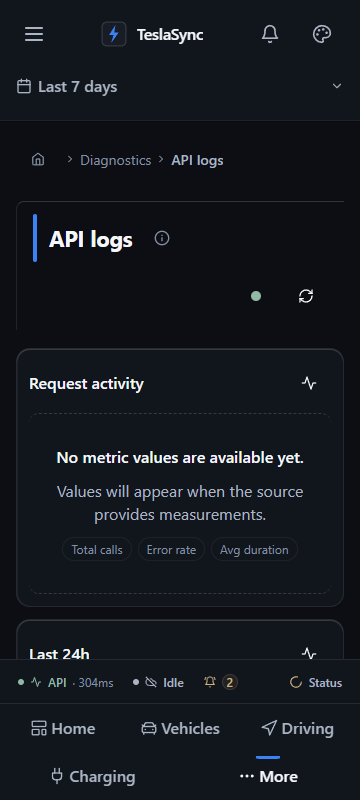 TeslaSync
Last 7 days
Diagnostics API logs
API logs
Request activity
No metric values are available yet.
Values will appear when the source
provides measurements.
Total calls Error rate Avg duration
Last 24h
API · 304ms Idle 2 Status
Home Vehicles Driving
Charging More